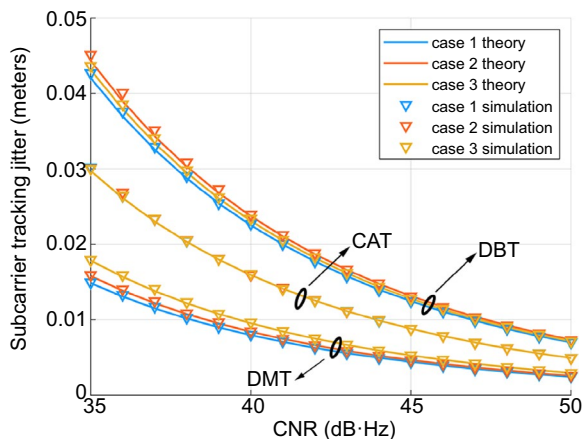 Subcarrier tracking jitter (meters)
0.05
0.04
0.03
0.02
0.01
0
case 1 theory
case 2 theory
case 3 theory
case 1 simulation
case 2 simulation
case 3 simulation
CAT
DBT
DMT
35
40
45
50
CNR (dB·Hz)